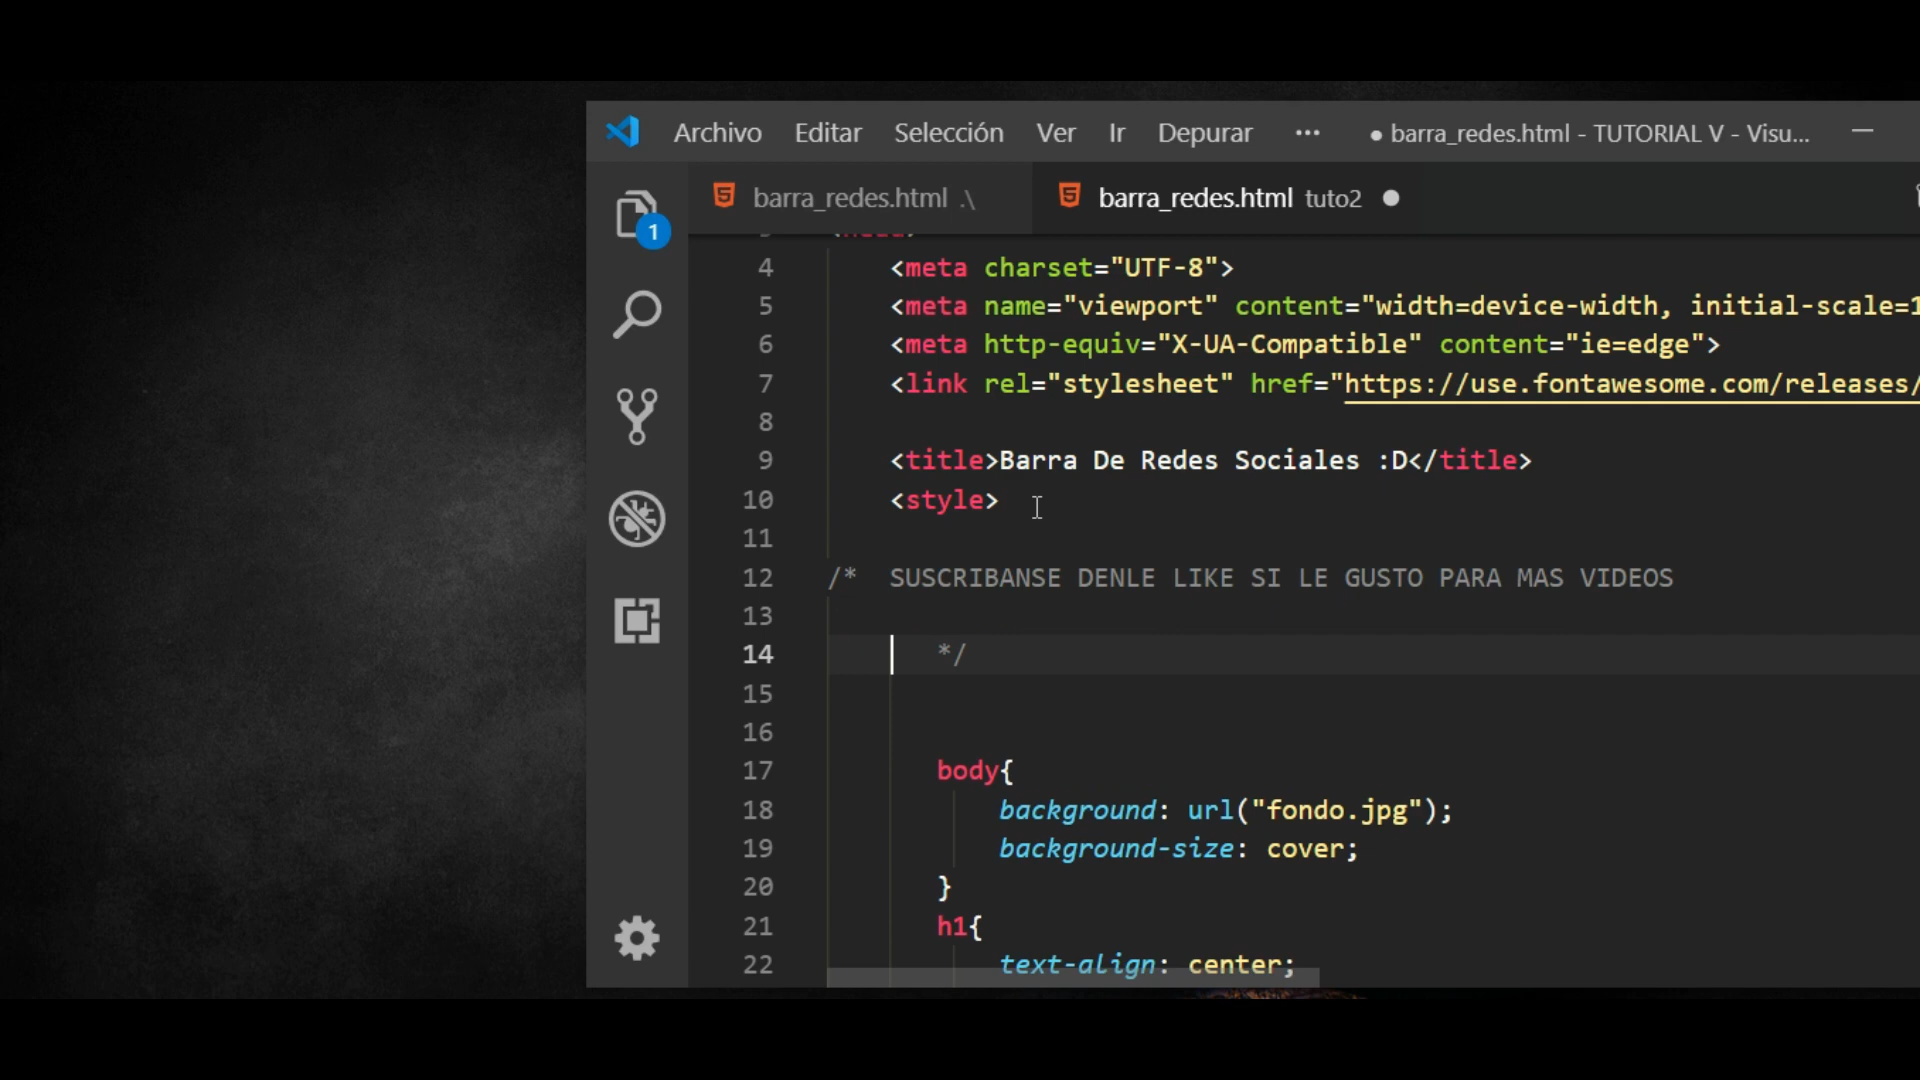 Archivo Editar Selección Ver Ir Depurar ··· ● barra_redes.html - TUTORIAL V - Visu...
barra_redes.html .\ barra_redes.html tuto2 ●
1
4 <meta charset="UTF-8">
5 <meta name="viewport" content="width=device-width, initial-scale=1
6 <meta http-equiv="X-UA-Compatible" content="ie=edge">
7 <link rel="stylesheet" href="https://use.fontawesome.com/releases/
8
9 <title>Barra De Redes Sociales :D</title>
10 <style>
11
12 /* SUSCRIBANSE DENLE LIKE SI LE GUSTO PARA MAS VIDEOS
13
14 */
15
16
17 body{
18 background: url("fondo.jpg");
19 background-size: cover;
20 }
21 h1{
22 text-align: center;